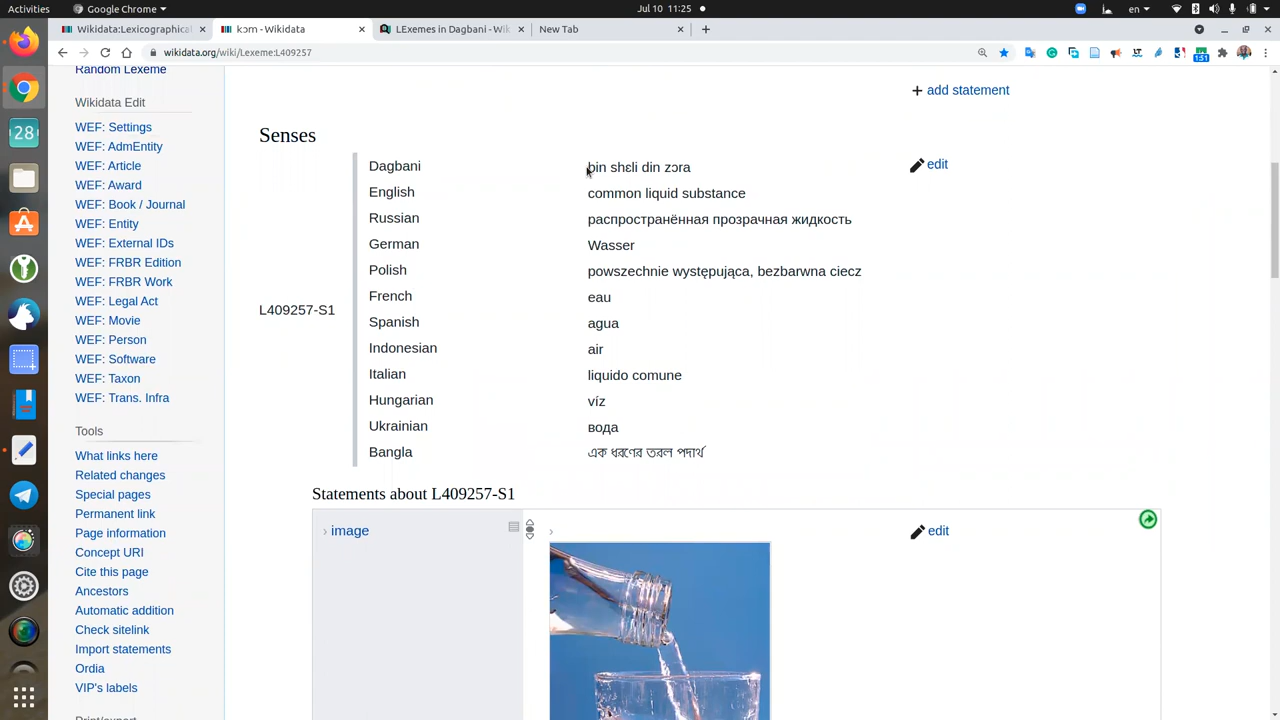 Activities
Google Chrome
Jul 10 11:25
en
Wikidata:Lexicographical
kɔm - Wikidata
LExemes in Dagbani - Wik
New Tab
wikidata.org/wiki/Lexeme:L409257
28
1:51
Random Lexeme
Wikidata Edit
WEF: Settings
WEF: AdmEntity
WEF: Article
WEF: Award
WEF: Book / Journal
WEF: Entity
WEF: External IDs
WEF: FRBR Edition
WEF: FRBR Work
WEF: Legal Act
WEF: Movie
WEF: Person
WEF: Software
WEF: Taxon
WEF: Trans. Infra
Tools
What links here
Related changes
Special pages
Permanent link
Page information
Concept URI
Cite this page
Ancestors
Automatic addition
Check sitelink
Import statements
Ordia
VIP's labels
Print/export
+ add statement
Senses
L409257-S1
Dagbani bin shɛli din zɔra
English common liquid substance
Russian распространённая прозрачная жидкость
German Wasser
Polish powszechnie występująca, bezbarwna ciecz
French eau
Spanish agua
Indonesian air
Italian liquido comune
Hungarian víz
Ukrainian вода
Bangla এক ধরণের তরল পদার্থ
edit
Statements about L409257-S1
image
edit